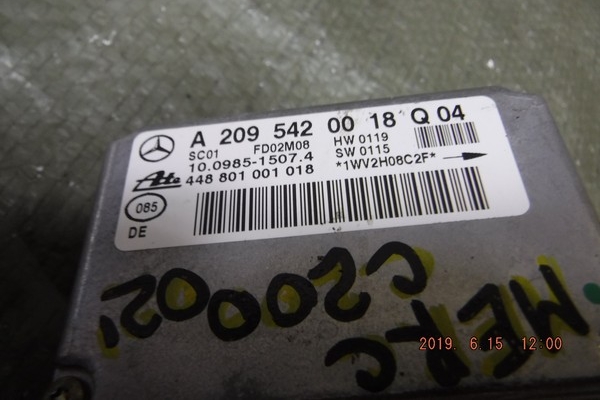 A 209 542 00 18 Q 04
SC01 FD02M08 HW 0119
10.0985-1507.4 SW 0115
Ate 448 801 001 018 *1WV2H08C2F*
085
DE
MERC
C20002'
2019. 6.15 12:00